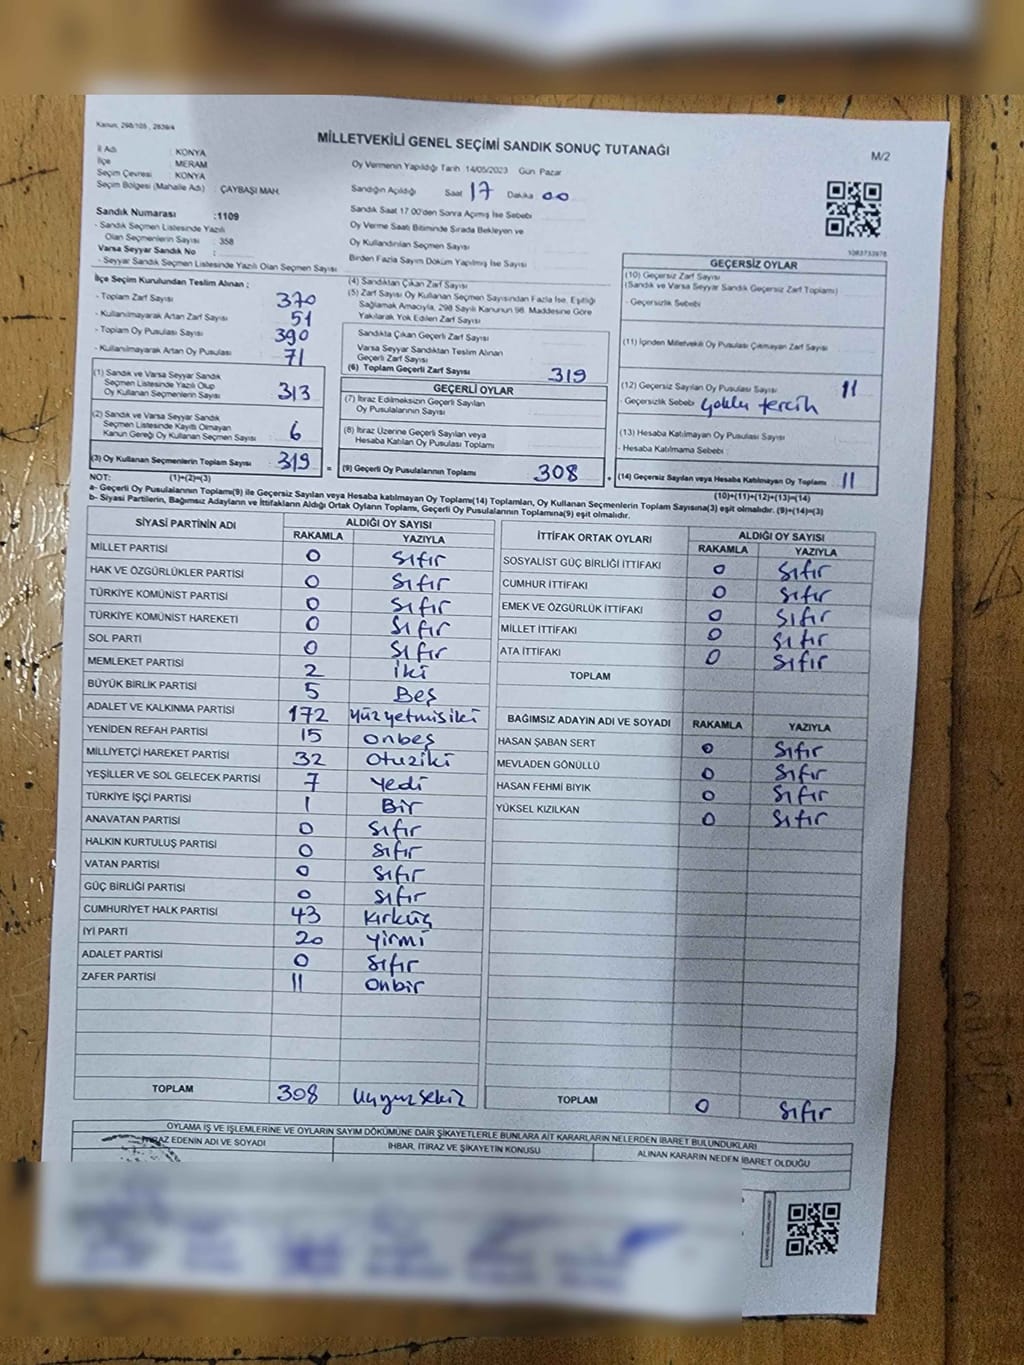 Kanun, 298/105 , 2839/4
MİLLETVEKİLİ GENEL SEÇİMİ SANDIK SONUÇ TUTANAĞI
M/2
İl Adı : KONYA
İlçe : MERAM
Seçim Çevresi : KONYA
Seçim Bölgesi (Mahalle Adı) : ÇAYBAŞI MAH.
Oy Vermenin Yapıldığı Tarih 14/05/2023 Gün Pazar
Sandığın Açıldığı Saat 17 Dakika 00
Sandık Saat 17:00'den Sonra Açımış İse Sebebi
Oy Verme Saati Bitiminde Sırada Bekleyen ve
Oy Kullandırılan Seçmen Sayısı
Birden Fazla Sayım Döküm Yapılmış İse Sayısı
Sandık Numarası :1109
- Sandık Seçmen Listesinde Yazılı
Olan Seçmenlerin Sayısı : 358
Varsa Seyyar Sandık No :
- Seyyar Sandık Seçmen Listesinde Yazılı Olan Seçmen Sayısı
İlçe Seçim Kurulundan Teslim Alınan ;
- Toplam Zarf Sayısı 370
- Kullanılmayarak Artan Zarf Sayısı 51
- Toplam Oy Pusulası Sayısı 390
- Kullanılmayarak Artan Oy Pusulası 71
(1) Sandık ve Varsa Seyyar Sandık
Seçmen Listesinde Yazılı Olup
Oy Kullanan Seçmenlerin Sayısı 313
(2) Sandık ve Varsa Seyyar Sandık
Seçmen Listesinde Kayıtlı Olmayan
Kanun Gereği Oy Kullanan Seçmen Sayısı 6
(3) Oy Kullanan Seçmenlerin Toplam Sayısı 319
(4) Sandıktan Çıkan Zarf Sayısı
(5) Zarf Sayısı Oy Kullanan Seçmen Sayısından Fazla İse, Eşitliği
Sağlamak Amacıyla, 298 Sayılı Kanunun 98. Maddesine Göre
Yakılarak Yok Edilen Zarf Sayısı
Sandıkta Çıkan Geçerli Zarf Sayısı
Varsa Seyyar Sandıktan Teslim Alınan
Geçerli Zarf Sayısı
(6) Toplam Geçerli Zarf Sayısı 319
GEÇERLİ OYLAR
(7) İtiraz Edilmeksizin Geçerli Sayılan
Oy Pusulalarının Sayısı
(8) İtiraz Üzerine Geçerli Sayılan veya
Hesaba Katılan Oy Pusulası Toplamı
= (9) Geçerli Oy Pusulalarının Toplamı 308
GEÇERSİZ OYLAR
(10) Geçersiz Zarf Sayısı
(Sandık ve Varsa Seyyar Sandık Geçersiz Zarf Toplamı)
- Geçersizlik Sebebi
(11) İçinden Milletvekili Oy Pusulası Çıkmayan Zarf Sayısı
(12) Geçersiz Sayılan Oy Pusulası Sayısı 11
- Geçersizlik Sebebi Çoklu tercih
(13) Hesaba Katılmayan Oy Pusulası Sayısı
- Hesaba Katılmama Sebebi
+ (14) Geçersiz Sayılan veya Hesaba Katılmayan Oy Toplamı 11
NOT: (1)+(2)=(3)
(10)+(11)+(12)+(13)=(14)
a- Geçerli Oy Pusulalarının Toplamı(9) ile Geçersiz Sayılan veya Hesaba katılmayan Oy Toplamı(14) Toplamları, Oy Kullanan Seçmenlerin Toplam Sayısına(3) eşit olmalıdır. (9)+(14)=(3)
b- Siyasi Partilerin, Bağımsız Adayların ve İttifakların Aldığı Ortak Oyların Toplamı, Geçerli Oy Pusulalarının Toplamına(9) eşit olmalıdır.
SİYASİ PARTİNİN ADI ALDIĞI OY SAYISI
RAKAMLA YAZIYLA
MİLLET PARTİSİ 0 Sıfır
HAK VE ÖZGÜRLÜKLER PARTİSİ 0 Sıfır
TÜRKİYE KOMÜNİST PARTİSİ 0 Sıfır
TÜRKİYE KOMÜNİST HAREKETİ 0 Sıfır
SOL PARTİ 0 Sıfır
MEMLEKET PARTİSİ 2 İki
BÜYÜK BİRLİK PARTİSİ 5 Beş
ADALET VE KALKINMA PARTİSİ 172 Yüzyetmişiki
YENİDEN REFAH PARTİSİ 15 Onbeş
MİLLİYETÇİ HAREKET PARTİSİ 32 Otuziki
YEŞİLLER VE SOL GELECEK PARTİSİ 7 Yedi
TÜRKİYE İŞÇİ PARTİSİ 1 Bir
ANAVATAN PARTİSİ 0 Sıfır
HALKIN KURTULUŞ PARTİSİ 0 Sıfır
VATAN PARTİSİ 0 Sıfır
GÜÇ BİRLİĞİ PARTİSİ 0 Sıfır
CUMHURİYET HALK PARTİSİ 43 Kırküç
İYİ PARTİ 20 Yirmi
ADALET PARTİSİ 0 Sıfır
ZAFER PARTİSİ 11 Onbir
TOPLAM 308 Üçyüzsekiz
İTTİFAK ORTAK OYLARI ALDIĞI OY SAYISI
RAKAMLA YAZIYLA
SOSYALİST GÜÇ BİRLİĞİ İTTİFAKI 0 Sıfır
CUMHUR İTTİFAKI 0 Sıfır
EMEK VE ÖZGÜRLÜK İTTİFAKI 0 Sıfır
MİLLET İTTİFAKI 0 Sıfır
ATA İTTİFAKI 0 Sıfır
TOPLAM
BAĞIMSIZ ADAYIN ADI VE SOYADI RAKAMLA YAZIYLA
HASAN ŞABAN SERT 0 Sıfır
MEVLADEN GÖNÜLLÜ 0 Sıfır
HASAN FEHMİ BIYIK 0 Sıfır
YÜKSEL KIZILKAN 0 Sıfır
TOPLAM 0 Sıfır
OYLAMA İŞ VE İŞLEMLERİNE VE OYLARIN SAYIM DÖKÜMÜNE DAİR ŞİKAYETLERLE BUNLARA AİT KARARLARIN NELERDEN İBARET BULUNDUKLARI
İTİRAZ EDENİN ADI VE SOYADI İHBAR, İTİRAZ VE ŞİKAYETİN KONUSU ALINAN KARARIN NEDEN İBARET OLDUĞU